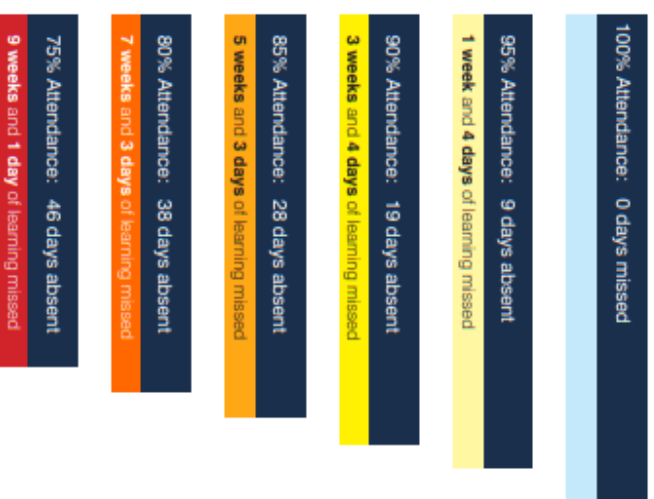 100% Attendance: 0 days missed
95% Attendance: 9 days absent
1 week and 4 days of learning missed
90% Attendance: 19 days absent
3 weeks and 4 days of learning missed
85% Attendance: 28 days absent
5 weeks and 3 days of learning missed
80% Attendance: 38 days absent
7 weeks and 3 days of learning missed
75% Attendance: 46 days absent
9 weeks and 1 day of learning missed